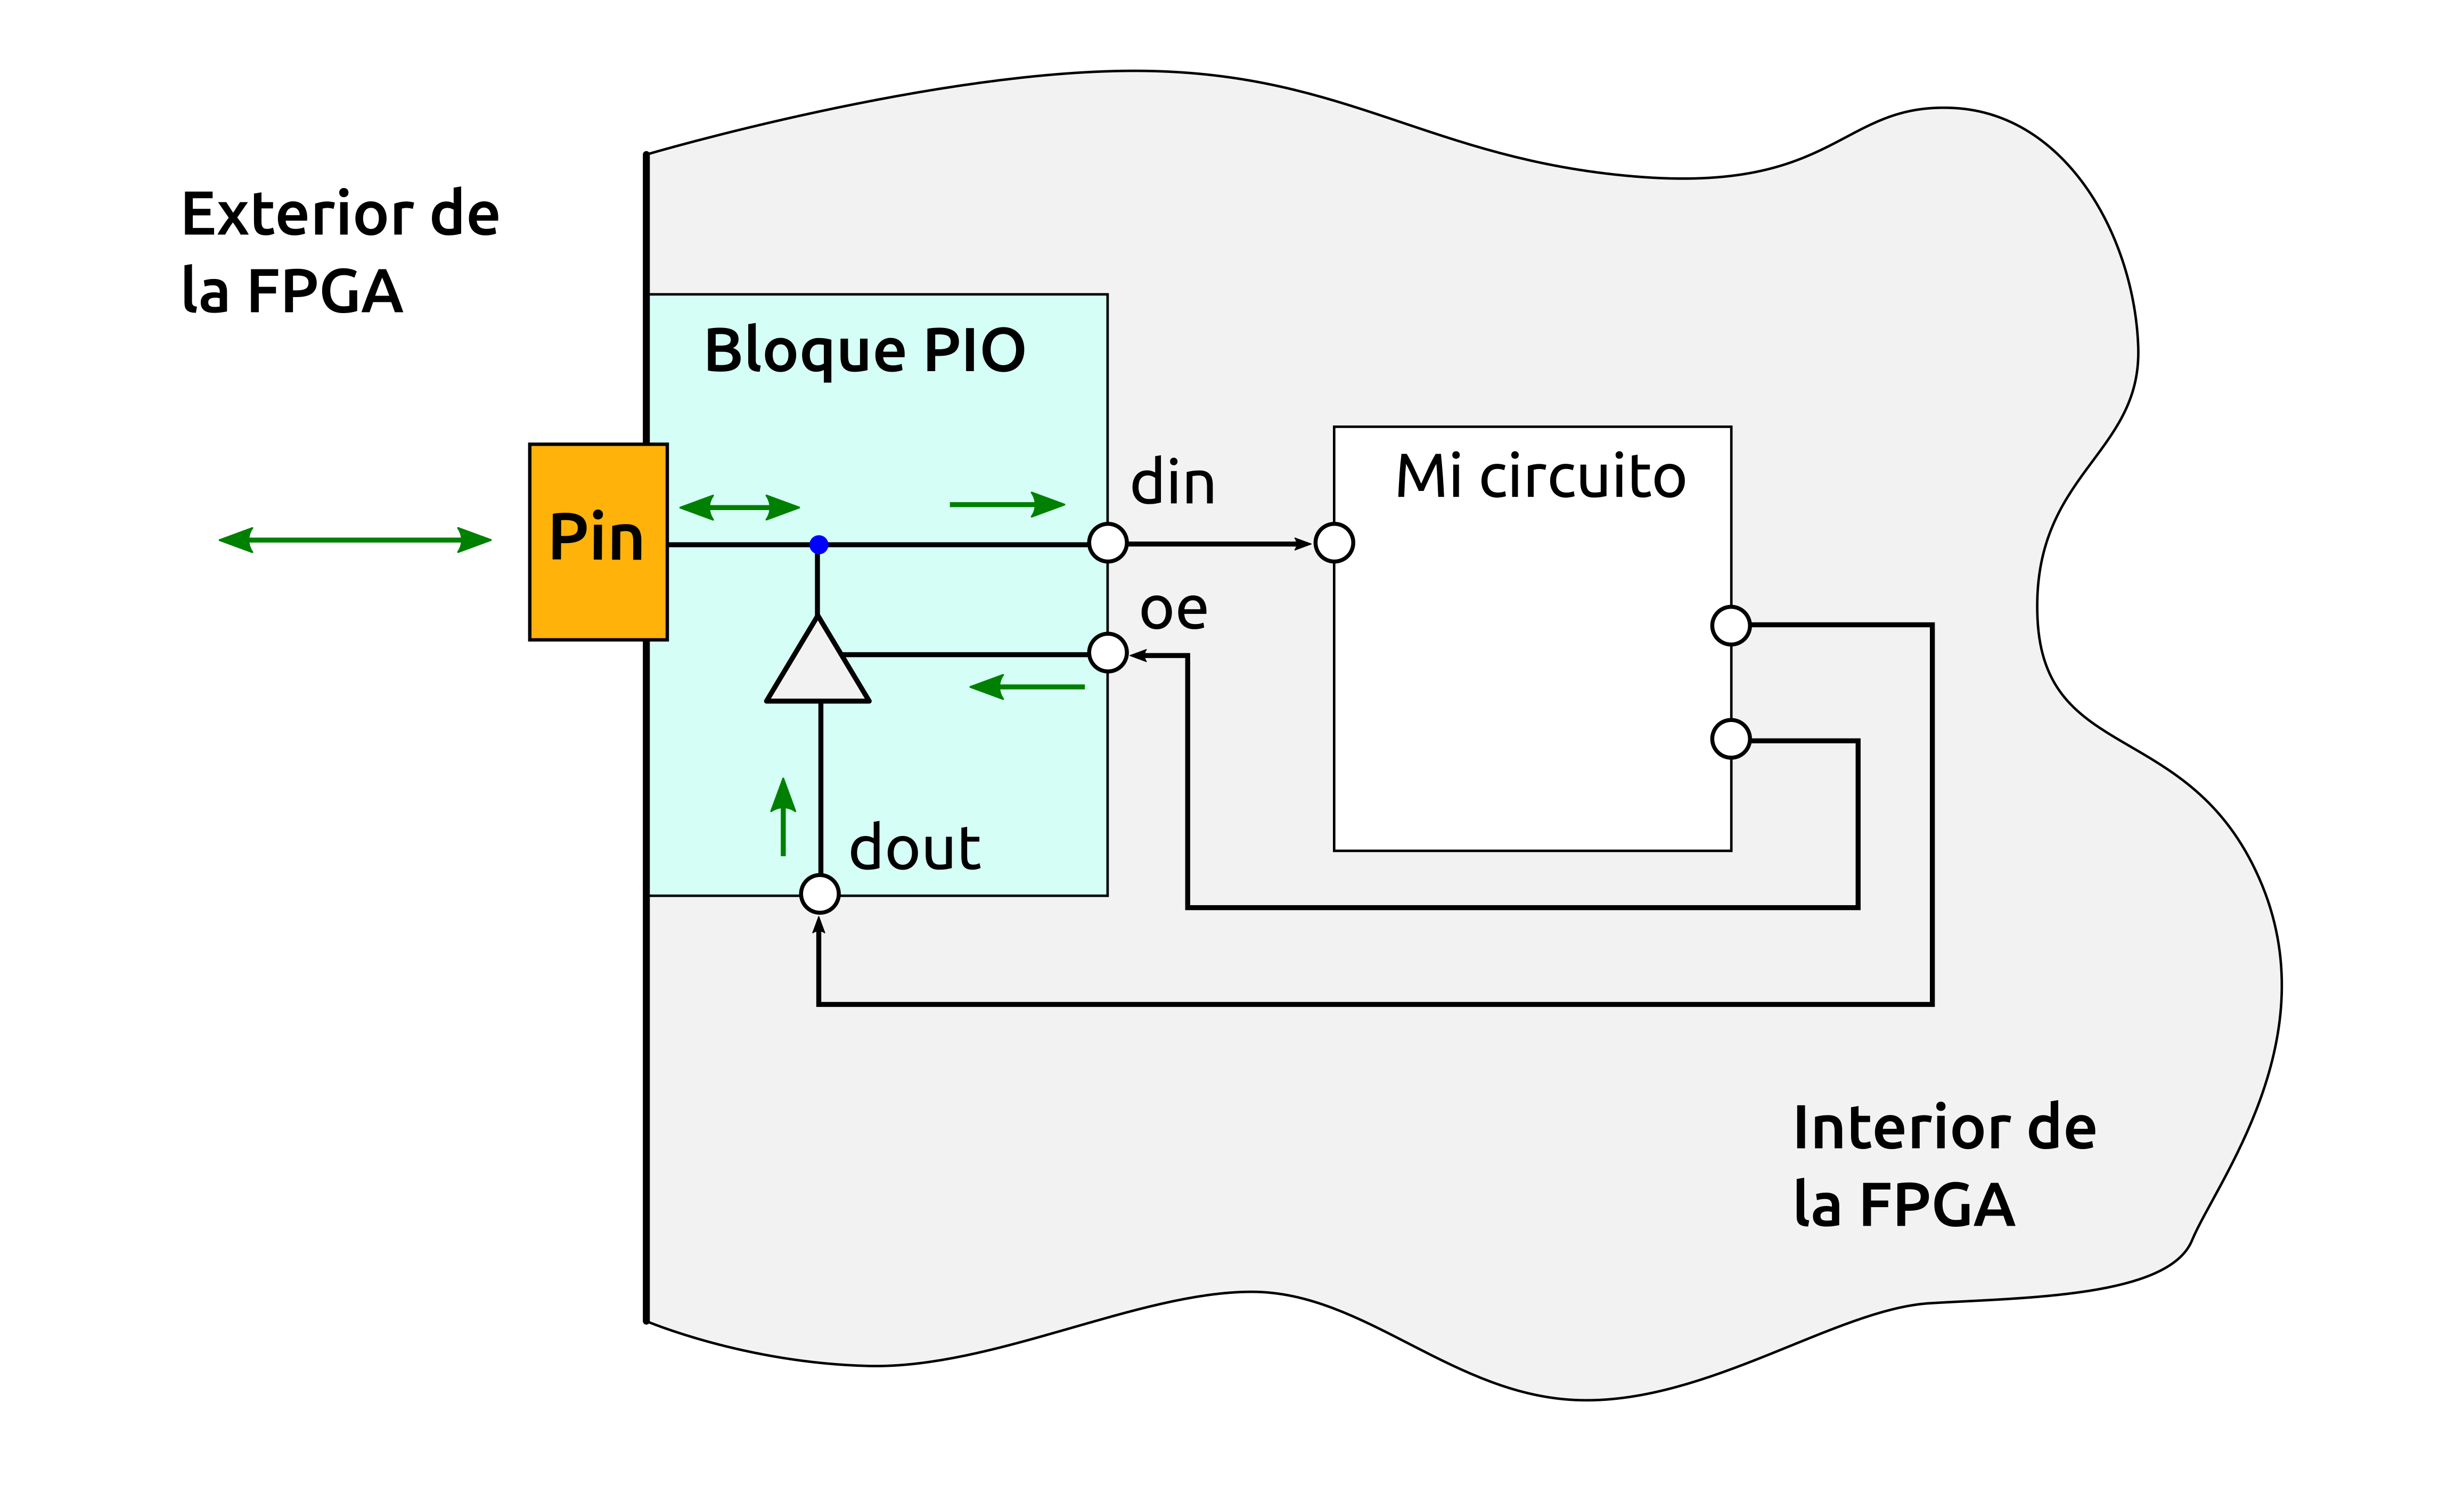 Exterior de
la FPGA
Bloque PIO
Pin
din
Mi circuito
oe
dout
Interior de
la FPGA